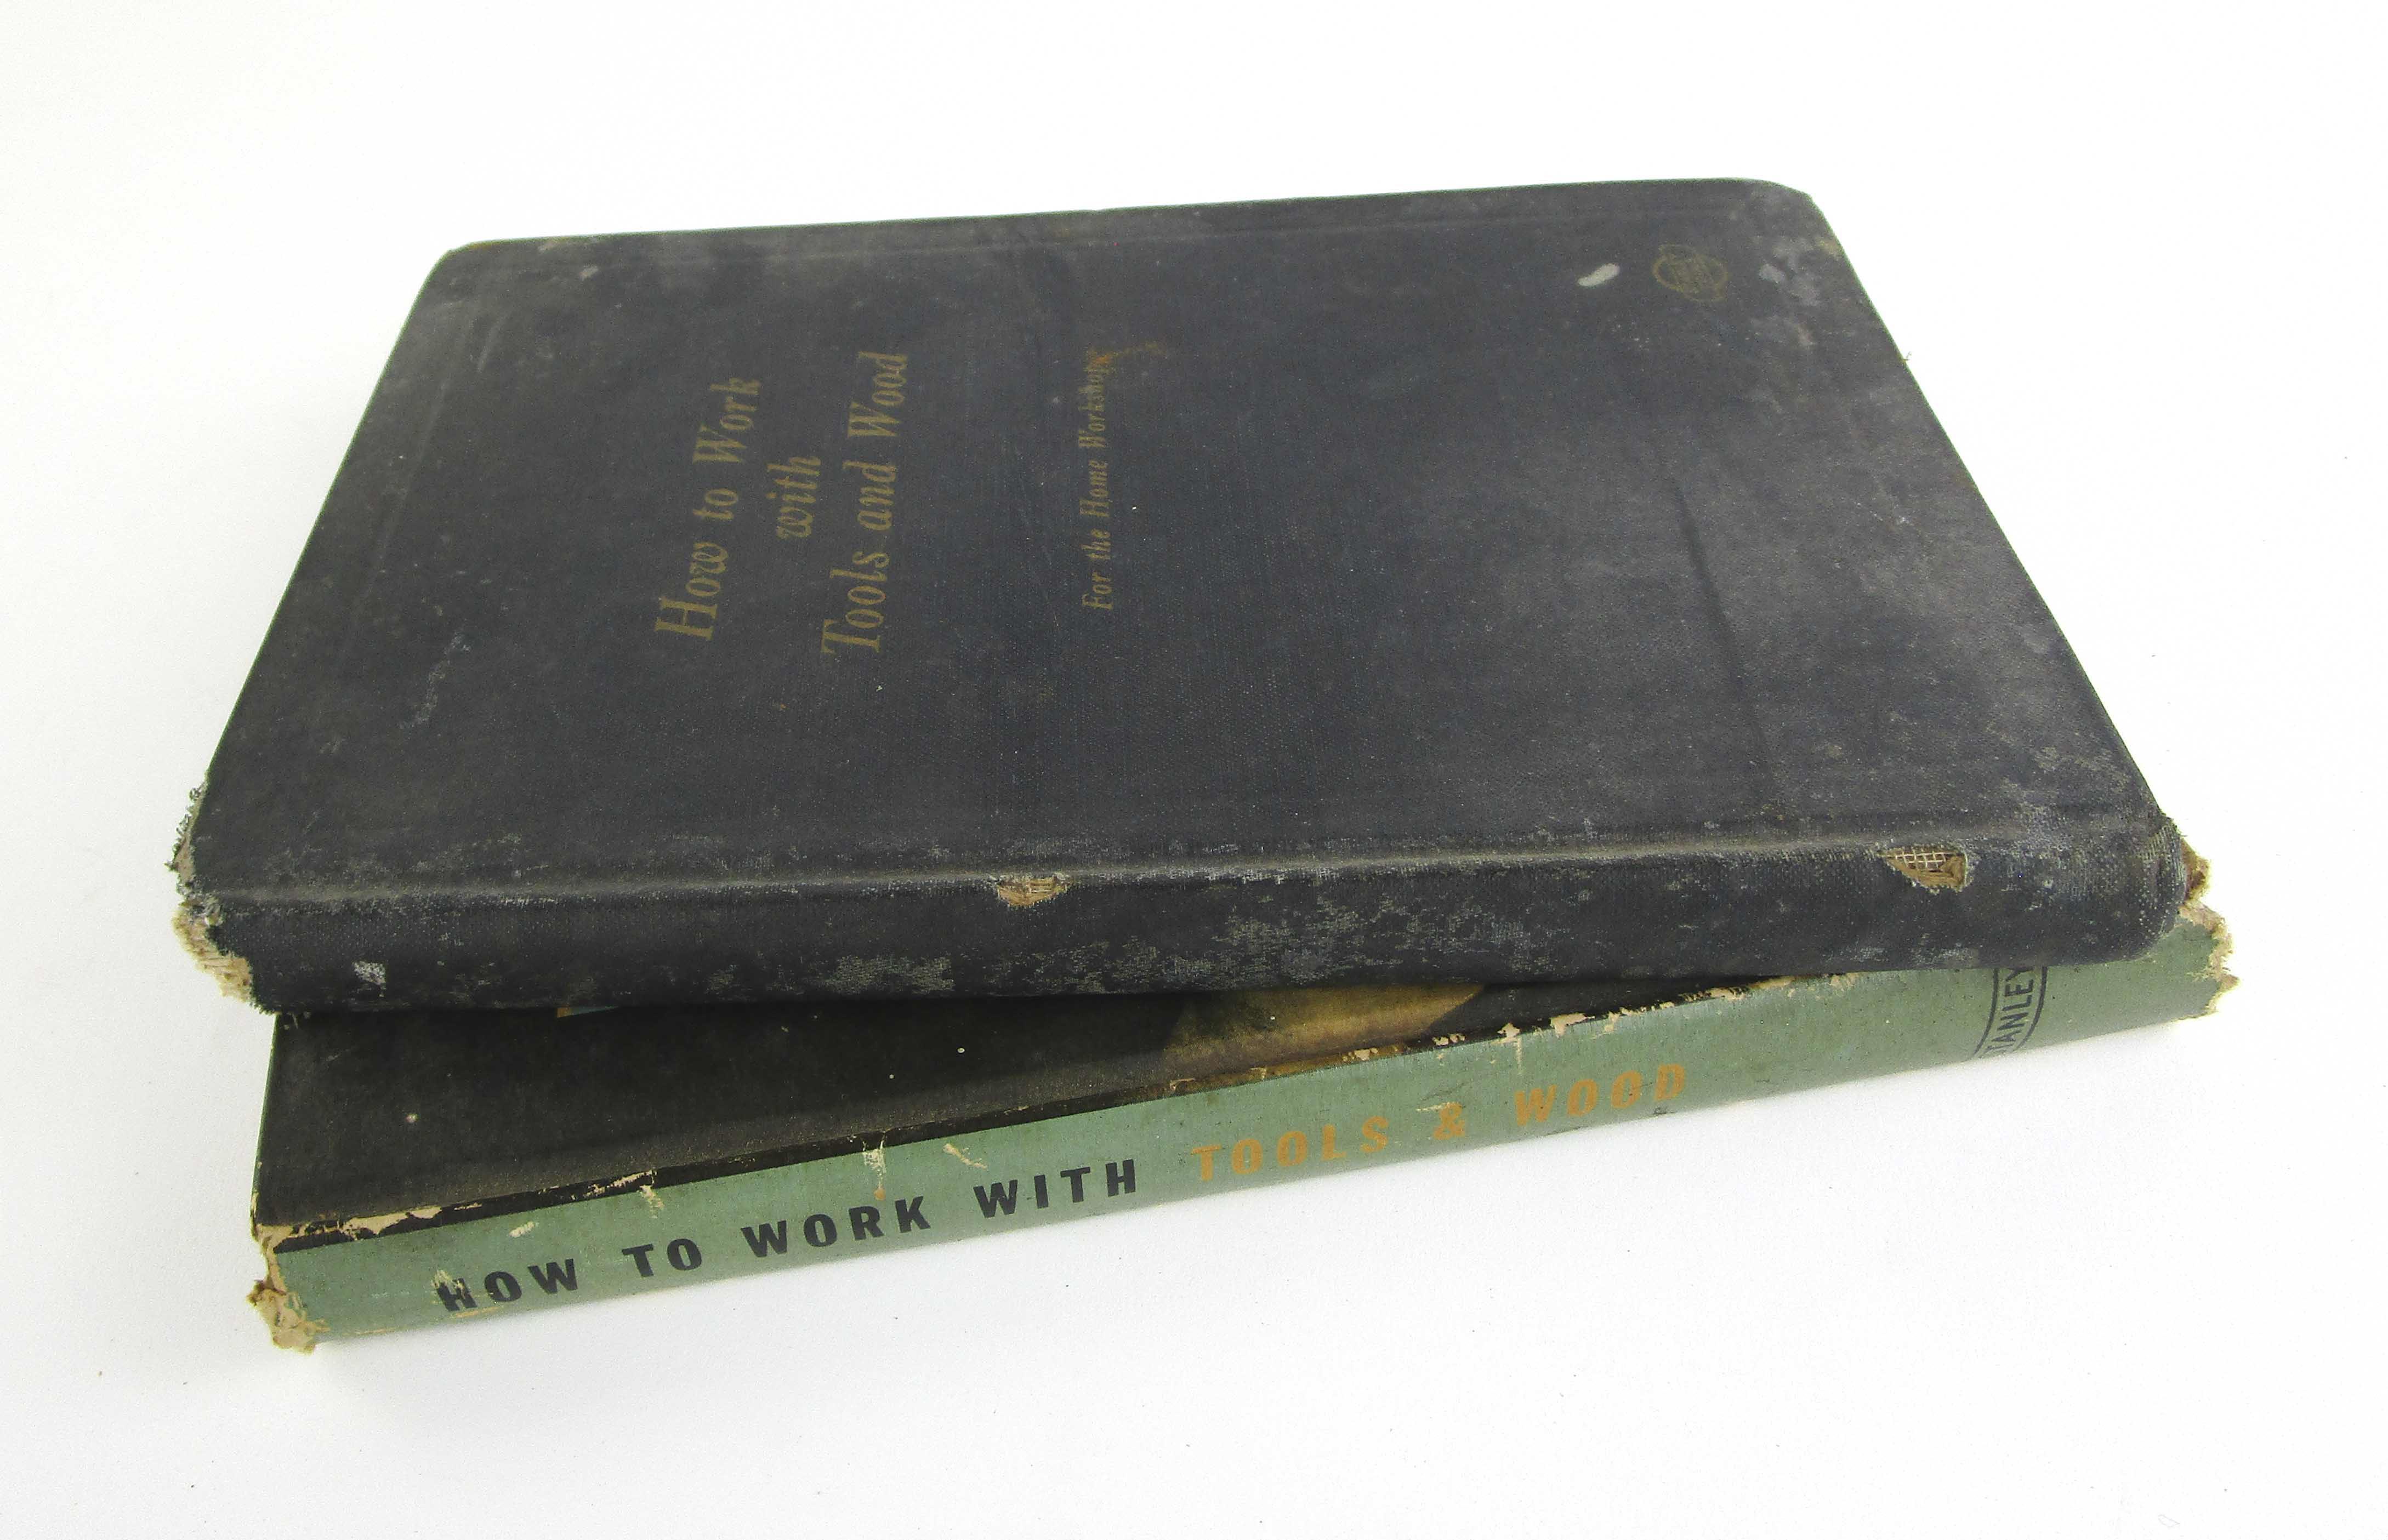 How to Work
with
Tools and Wood
For the Home Workshop
HOW TO WORK WITH TOOLS & WOOD
STANLEY